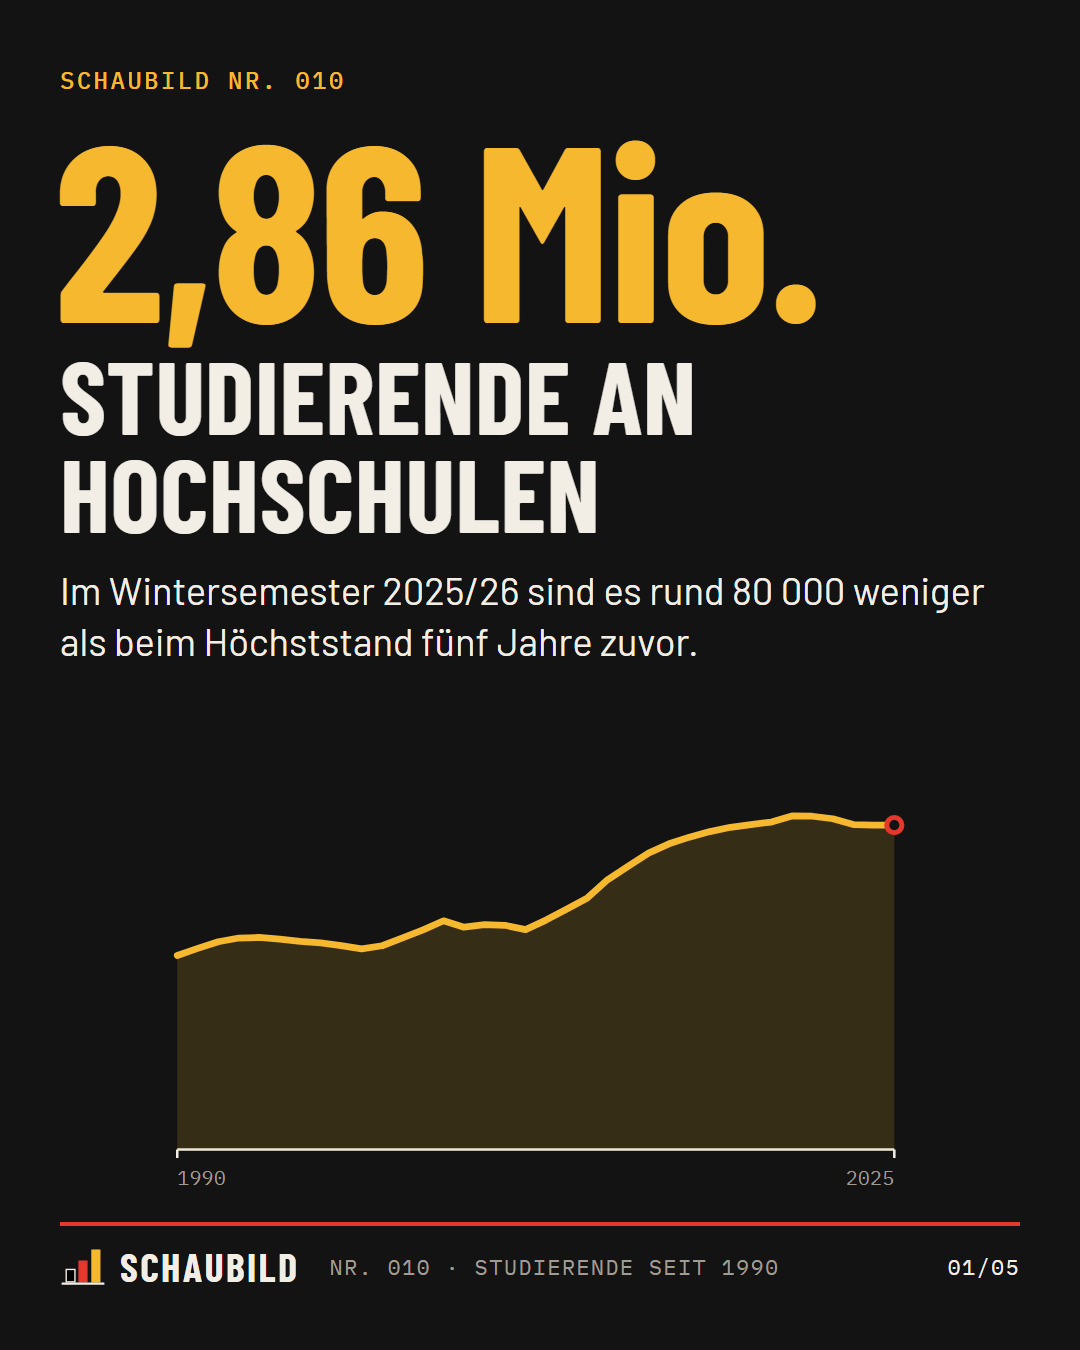 SCHAUBILD NR. 010
2,86 Mio.
STUDIERENDE AN
HOCHSCHULEN
Im Wintersemester 2025/26 sind es rund 80 000 weniger
als beim Höchststand fünf Jahre zuvor.
1990 2025
SCHAUBILD NR. 010 · STUDIERENDE SEIT 1990 01/05